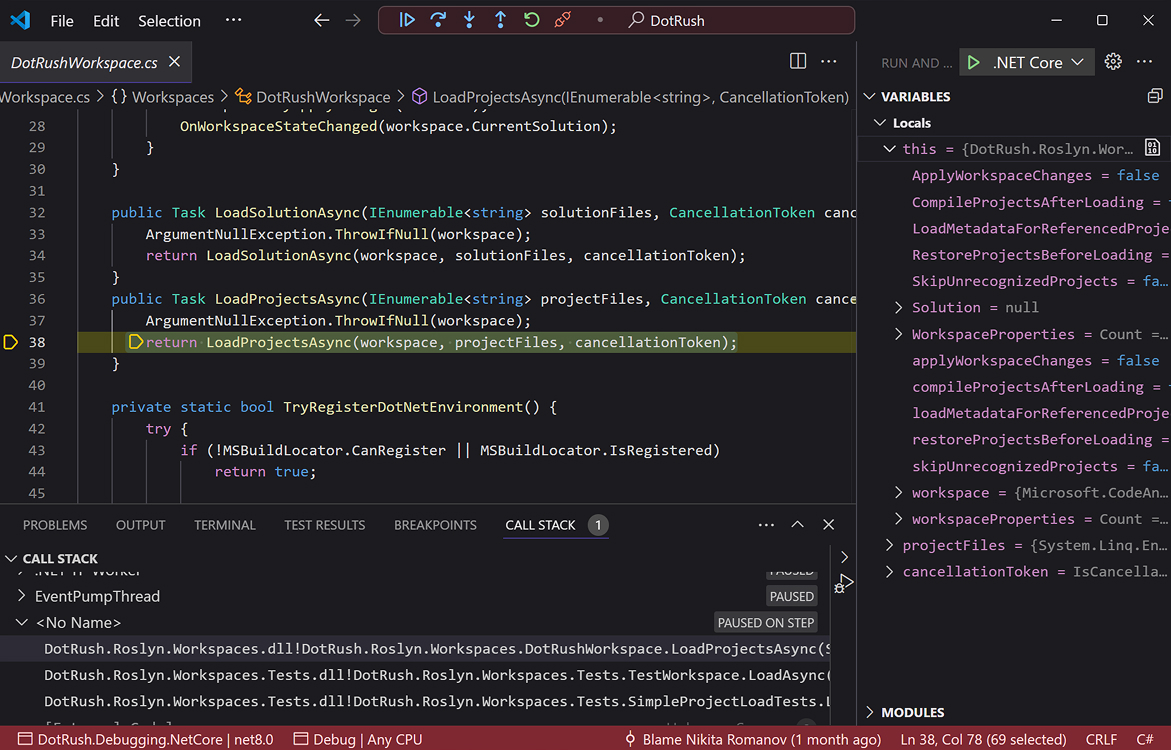 File Edit Selection ··· DotRush
DotRushWorkspace.cs
Workspace.cs > {} Workspaces > DotRushWorkspace > LoadProjectsAsync(IEnumerable<string>, CancellationToken)
28 OnWorkspaceStateChanged(workspace.CurrentSolution);
29 }
30 }
31
32 public Task LoadSolutionAsync(IEnumerable<string> solutionFiles, CancellationToken canc
33 ArgumentNullException.ThrowIfNull(workspace);
34 return LoadSolutionAsync(workspace, solutionFiles, cancellationToken);
35 }
36 public Task LoadProjectsAsync(IEnumerable<string> projectFiles, CancellationToken cance
37 ArgumentNullException.ThrowIfNull(workspace);
38 return LoadProjectsAsync(workspace, projectFiles, cancellationToken);
39 }
40
41 private static bool TryRegisterDotNetEnvironment() {
42 try {
43 if (!MSBuildLocator.CanRegister || MSBuildLocator.IsRegistered)
44 return true;
45
PROBLEMS OUTPUT TERMINAL TEST RESULTS BREAKPOINTS CALL STACK 1
CALL STACK
.NET TP Worker PAUSED
EventPumpThread PAUSED
<No Name> PAUSED ON STEP
DotRush.Roslyn.Workspaces.dll!DotRush.Roslyn.Workspaces.DotRushWorkspace.LoadProjectsAsync(S
DotRush.Roslyn.Workspaces.Tests.dll!DotRush.Roslyn.Workspaces.Tests.TestWorkspace.LoadAsync(
DotRush.Roslyn.Workspaces.Tests.dll!DotRush.Roslyn.Workspaces.Tests.SimpleProjectLoadTests.L
RUN AND ... .NET Core
VARIABLES
Locals
this = {DotRush.Roslyn.Wor…
ApplyWorkspaceChanges = false
CompileProjectsAfterLoading =
LoadMetadataForReferencedProje
RestoreProjectsBeforeLoading =
SkipUnrecognizedProjects = fa…
Solution = null
WorkspaceProperties = Count =…
applyWorkspaceChanges = false
compileProjectsAfterLoading =
loadMetadataForReferencedProje
restoreProjectsBeforeLoading =
skipUnrecognizedProjects = fa…
workspace = {Microsoft.CodeAn…
workspaceProperties = Count =…
projectFiles = {System.Linq.En…
cancellationToken = IsCancella…
MODULES
DotRush.Debugging.NetCore | net8.0 Debug | Any CPU Blame Nikita Romanov (1 month ago) Ln 38, Col 78 (69 selected) CRLF C#